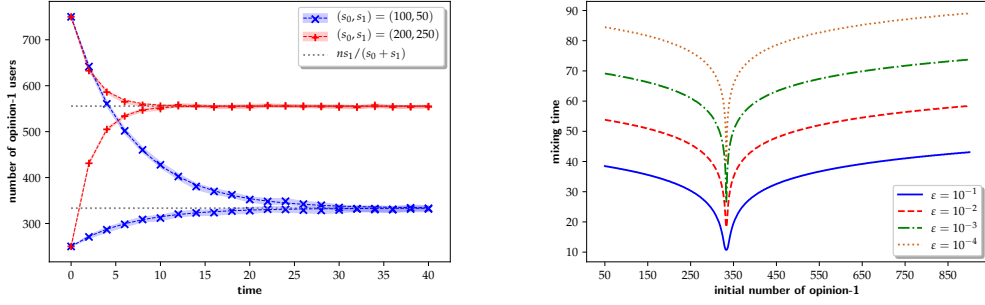 number of opinion-1 users
700
600
500
400
300
0
5
10
15
20
25
30
35
40
time
(s₀, s₁) = (100, 50)
(s₀, s₁) = (200, 250)
ns₁/(s₀ + s₁)
mixing time
90
80
70
60
50
40
30
20
10
50
150
250
350
450
550
650
750
850
initial number of opinion-1
ε = 10⁻¹
ε = 10⁻²
ε = 10⁻³
ε = 10⁻⁴